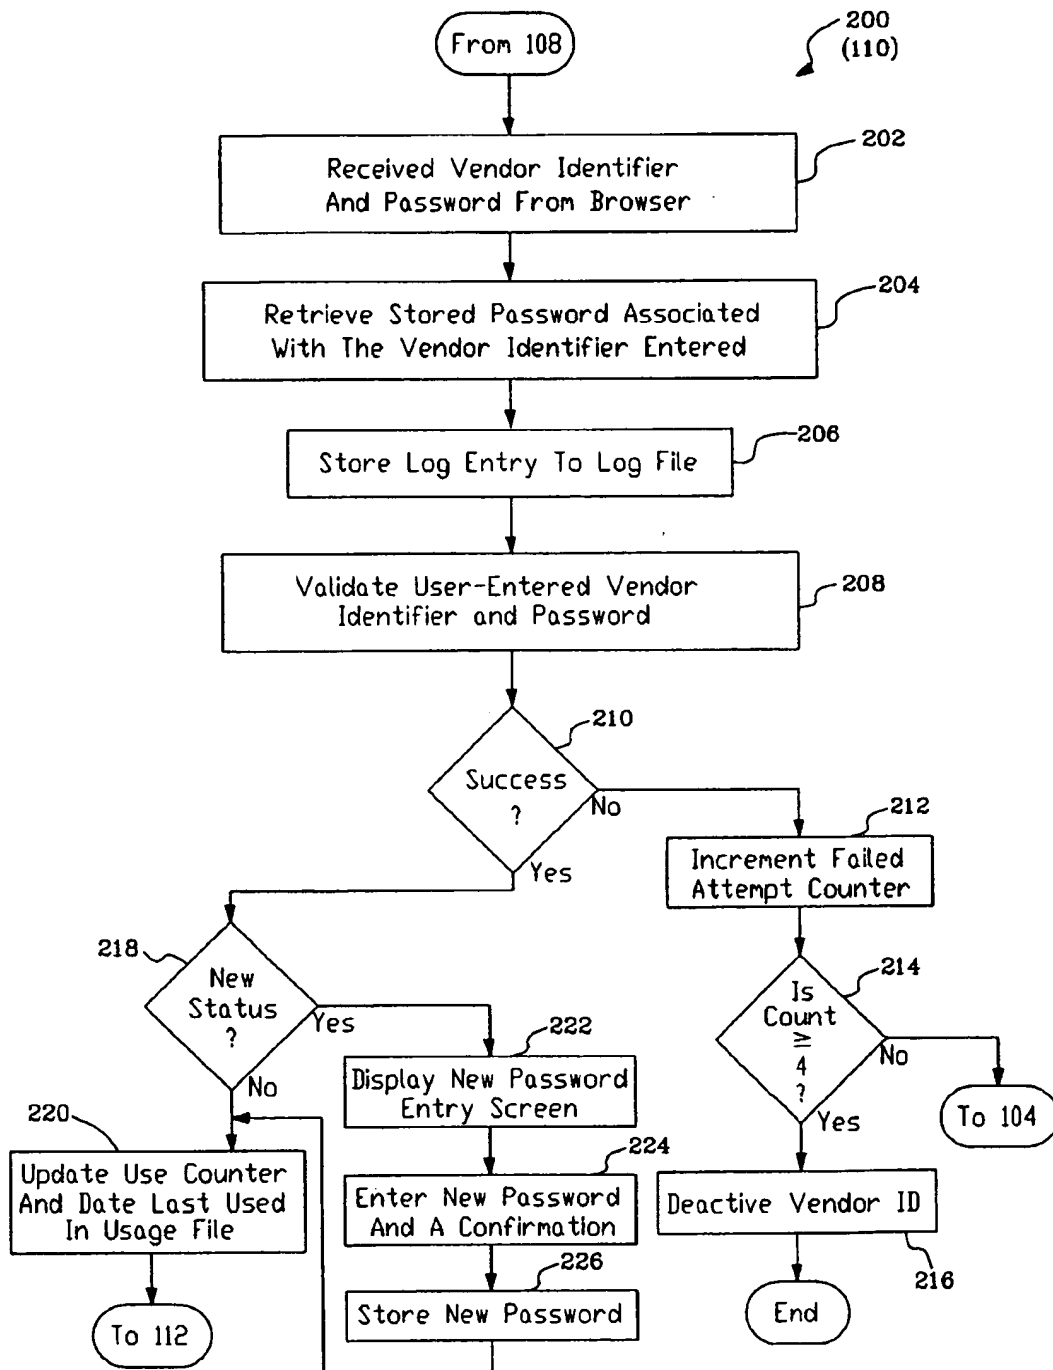 From 108
200
(110)
202
Received Vendor Identifier
And Password From Browser
204
Retrieve Stored Password Associated
With The Vendor Identifier Entered
206
Store Log Entry To Log File
208
Validate User-Entered Vendor
Identifier and Password
210
Success
?
No
Yes
212
Increment Failed
Attempt Counter
218
New
Status
?
Yes
No
214
Is
Count
≥
4
?
No
Yes
222
Display New Password
Entry Screen
To 104
220
Update Use Counter
And Date Last Used
In Usage File
224
Enter New Password
And A Confirmation
Deactive Vendor ID
216
226
Store New Password
To 112
End